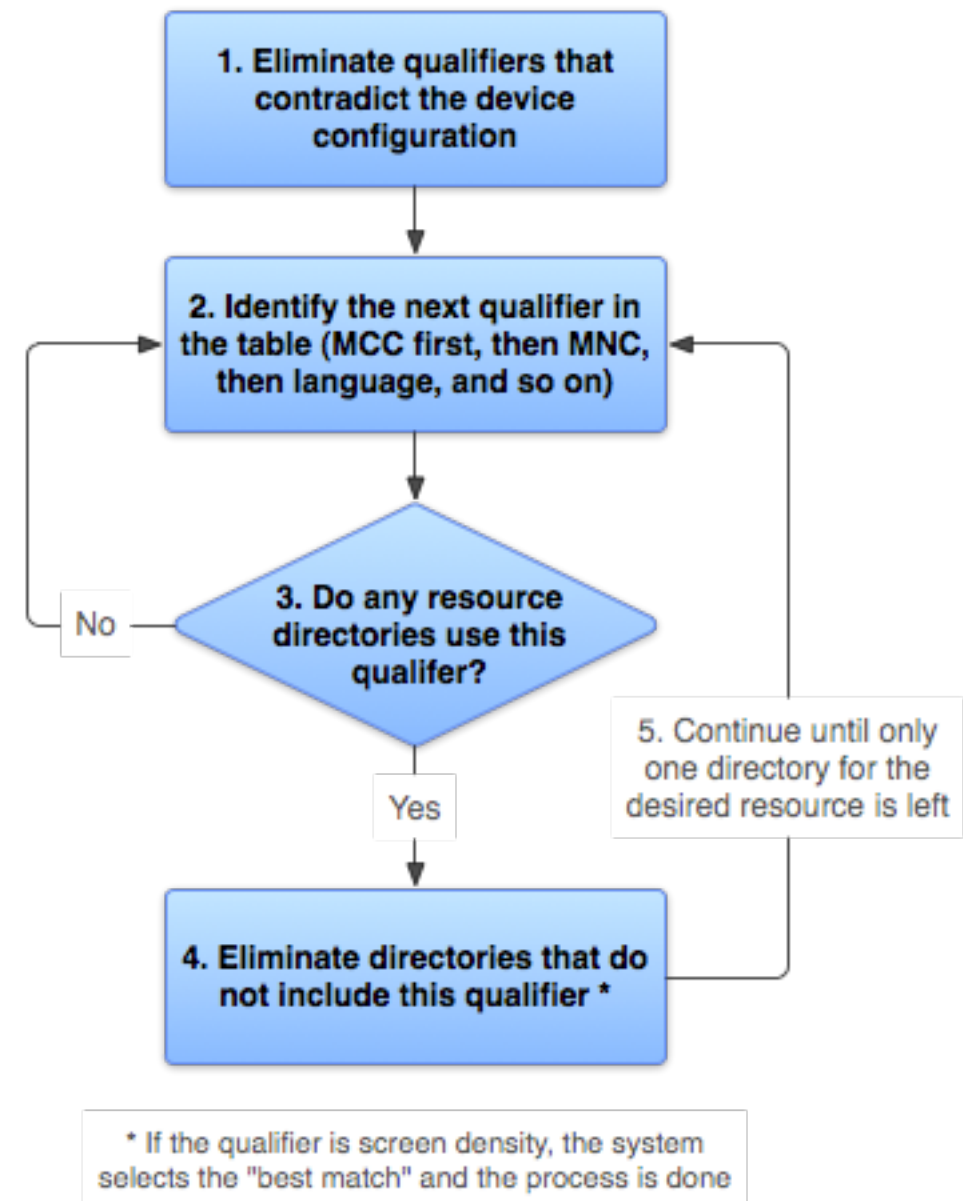 1. Eliminate qualifiers that
contradict the device
configuration
2. Identify the next qualifier in
the table (MCC first, then MNC,
then language, and so on)
3. Do any resource
directories use this
qualifer?
No
Yes
5. Continue until only
one directory for the
desired resource is left
4. Eliminate directories that do
not include this qualifier *
* If the qualifier is screen density, the system
selects the "best match" and the process is done